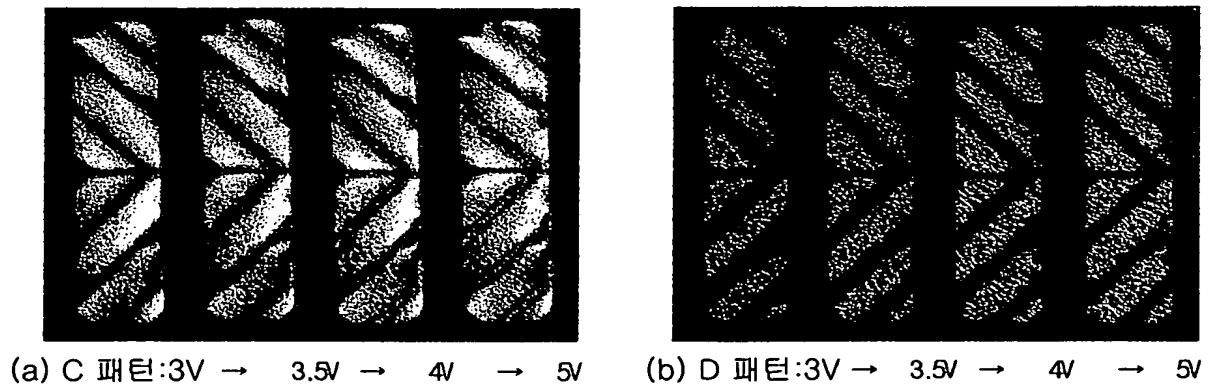 (a) C 패턴:3V → 3.5V → 4V → 5V
(b) D 패턴:3V → 3.5V → 4V → 5V